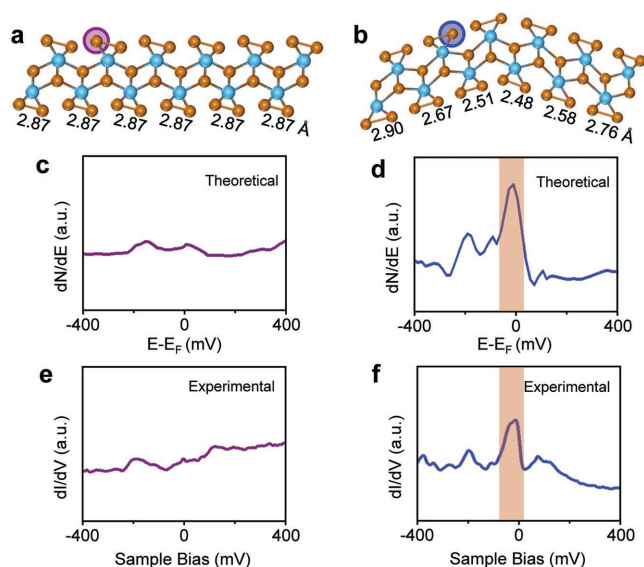 a
2.87 2.87 2.87 2.87 2.87 2.87 Å
b
2.90 2.67 2.51 2.48 2.58 2.76 Å
c
Theoretical
dN/dE (a.u.)
-400 0 400
E-EF (mV)
d
Theoretical
dN/dE (a.u.)
-400 0 400
E-EF (mV)
e
Experimental
dI/dV (a.u.)
-400 0 400
Sample Bias (mV)
f
Experimental
dI/dV (a.u.)
-400 0 400
Sample Bias (mV)